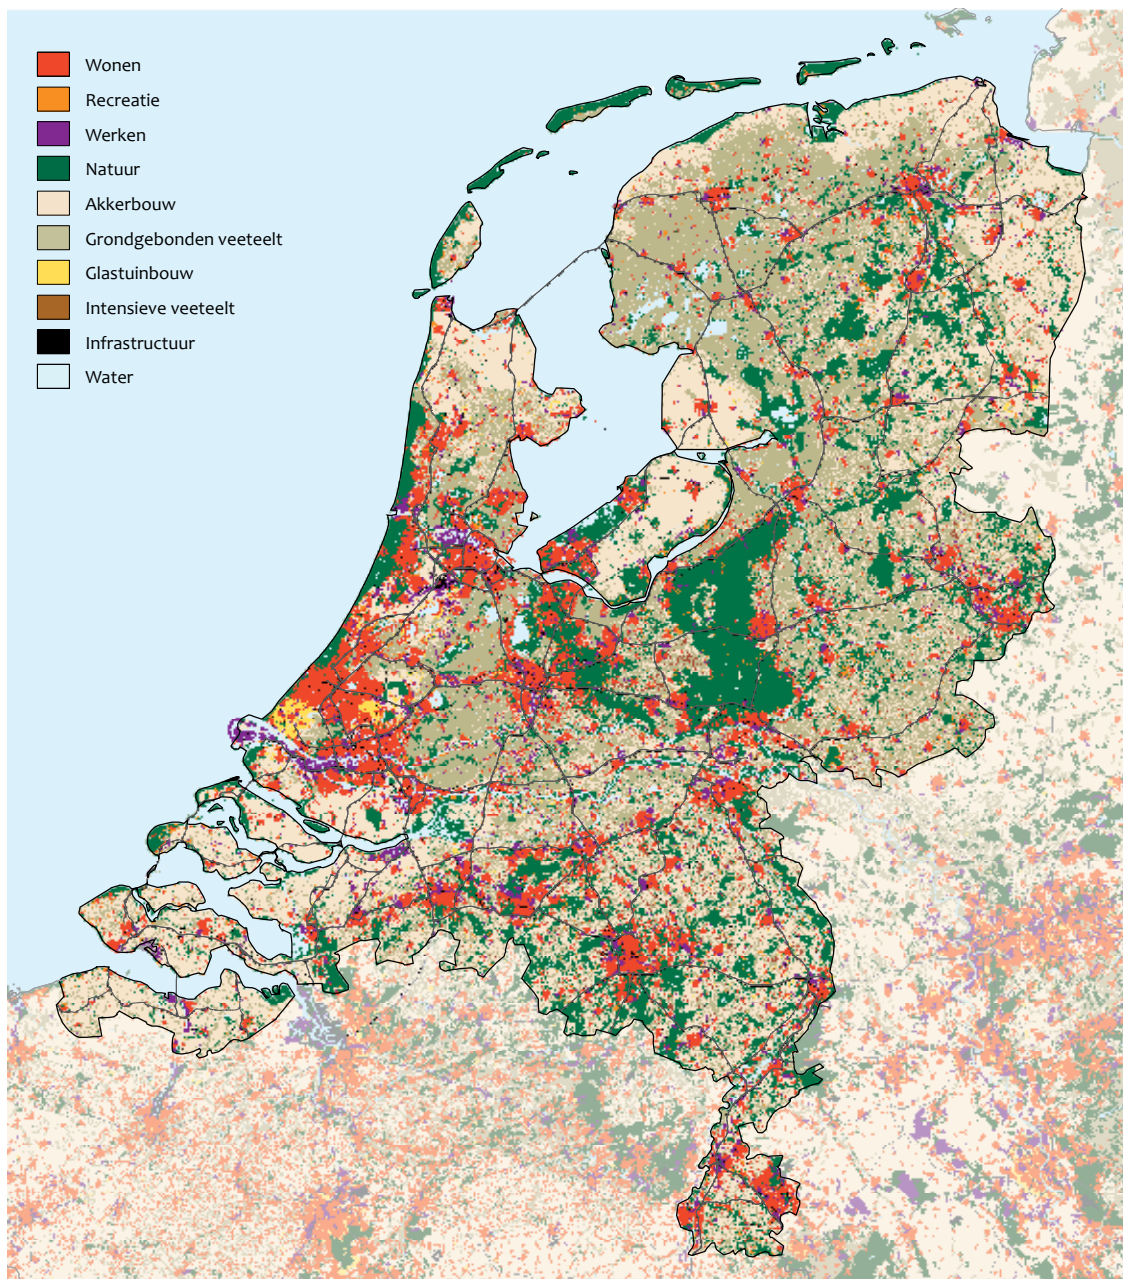 Wonen
Recreatie
Werken
Natuur
Akkerbouw
Grondgebonden veeteelt
Glastuinbouw
Intensieve veeteelt
Infrastructuur
Water